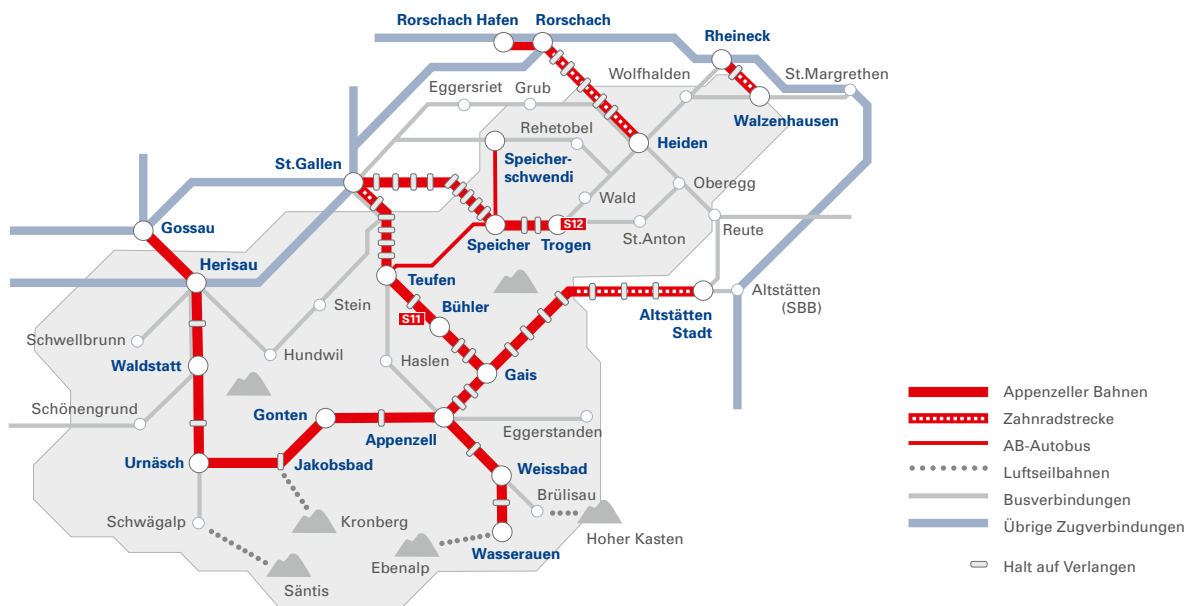 Rorschach Hafen
Rorschach
Rheineck
Wolfhalden
St.Margrethen
Eggersriet
Grub
Walzenhausen
Rehetobel
Heiden
St.Gallen
Speicher-
schwendi
Oberegg
Wald
Gossau
S12
Speicher
Trogen
St.Anton
Reute
Herisau
Teufen
Altstätten
(SBB)
Stein
Bühler
S11
Altstätten
Stadt
Schwellbrunn
Hundwil
Haslen
Waldstatt
Gais
Schönengrund
Gonten
Appenzell
Eggerstanden
Urnäsch
Jakobsbad
Weissbad
Brülisau
Schwägalp
Kronberg
Hoher Kasten
Wasserauen
Ebenalp
Säntis
Appenzeller Bahnen
Zahnradstrecke
AB-Autobus
Luftseilbahnen
Busverbindungen
Übrige Zugverbindungen
Halt auf Verlangen